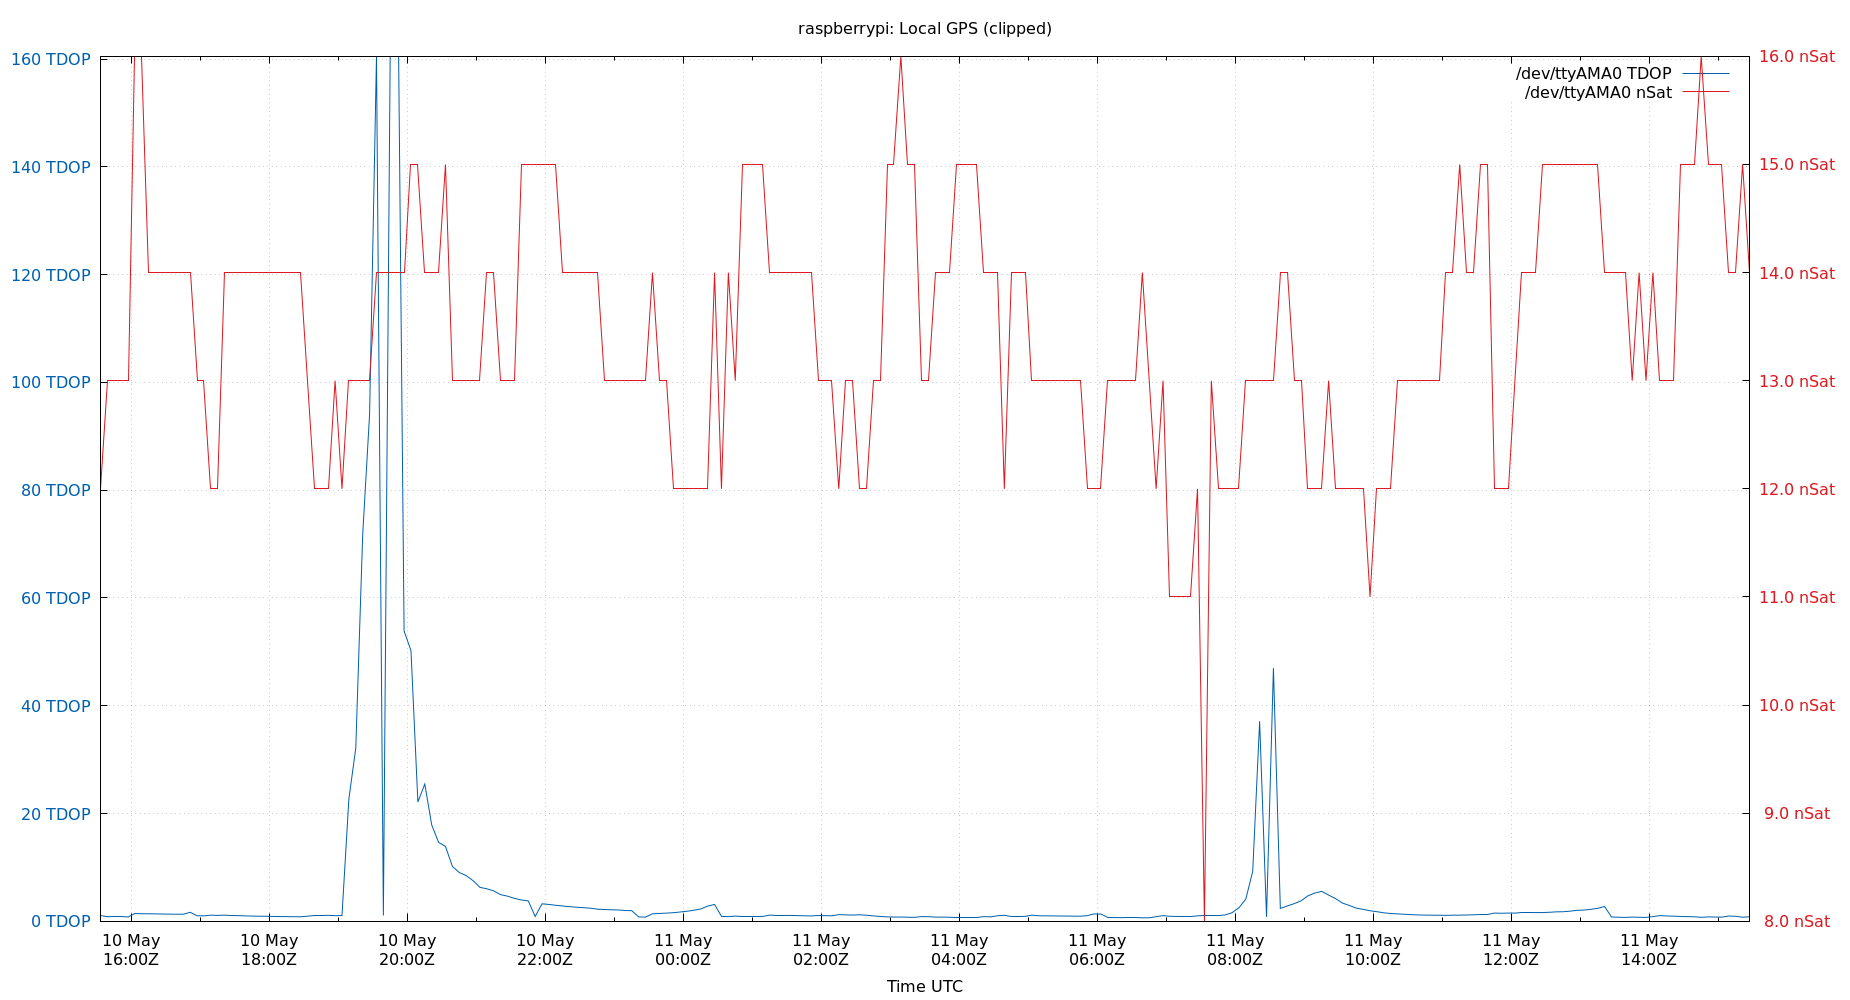 raspberrypi: Local GPS (clipped)
160 TDOP
140 TDOP
120 TDOP
100 TDOP
80 TDOP
60 TDOP
40 TDOP
20 TDOP
0 TDOP
16.0 nSat
15.0 nSat
14.0 nSat
13.0 nSat
12.0 nSat
11.0 nSat
10.0 nSat
9.0 nSat
8.0 nSat
/dev/ttyAMA0 TDOP
/dev/ttyAMA0 nSat
10 May
16:00Z
10 May
18:00Z
10 May
20:00Z
10 May
22:00Z
11 May
00:00Z
11 May
02:00Z
11 May
04:00Z
11 May
06:00Z
11 May
08:00Z
11 May
10:00Z
11 May
12:00Z
11 May
14:00Z
Time UTC